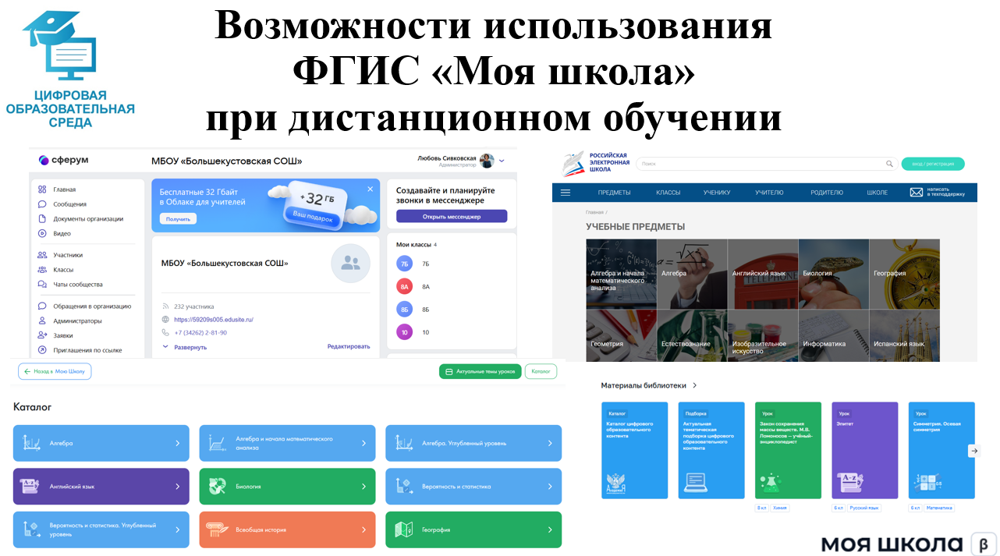 ЦИФРОВАЯ
ОБРАЗОВАТЕЛЬНАЯ
СРЕДА
Возможности использования
ФГИС «Моя школа»
при дистанционном обучении
сферум
МБОУ «Большекустовская СОШ»
Любовь Сивковская
Администратор
Главная
Сообщения
Документы организации
Видео
Участники
Классы
Чаты сообщества
Обращения в организацию
Администраторы
Заявки
Приглашения по ссылке
Бесплатные 32 Гбайт
в Облаке для учителей
Получить
+32 ГБ
Ваш подарок
МБОУ «Большекустовская СОШ»
232 участника
https://59209s005.edusite.ru/
+7 (34262) 2-81-90
Развернуть
Редактировать
Создавайте и планируйте
звонки в мессенджере
Открыть мессенджер
Мои классы 4
7Б 7Б
8А 8А
8Б 8Б
10 10
РОССИЙСКАЯ
ЭЛЕКТРОННАЯ
ШКОЛА
Поиск
вход / регистрация
ПРЕДМЕТЫ КЛАССЫ УЧЕНИКУ УЧИТЕЛЮ РОДИТЕЛЮ ШКОЛЕ
написать
в техподдержку
Главная /
УЧЕБНЫЕ ПРЕДМЕТЫ
Алгебра и начала
математического
анализа
Алгебра
Английский язык
TELEPHONE
Биология
География
Геометрия
Естествознание
Изобразительное
искусство
Информатика
Испанский язык
Назад в Мою Школу
Актуальные темы уроков
Каталог
Каталог
Алгебра
Алгебра и начала математического
анализа
Алгебра. Углубленный уровень
A-z
Английский язык
Биология
Вероятность и статистика
Вероятность и статистика. Углубленный
уровень
Всеобщая история
География
Материалы библиотеки
Каталог
Каталог цифрового
образовательного
контента
Академия
Подборка
Актуальная
тематическая
подборка цифрового
образовательного
контента
Урок
Закон сохранения
массы веществ. М.В.
Ломоносов — учёный-
энциклопедист
8 кл Химия
Урок
Эпитет
A-z
6 кл Русский язык
Урок
Симметрия. Осевая
симметрия
0.5
6 кл Математика
МОЯ ШКОЛА β